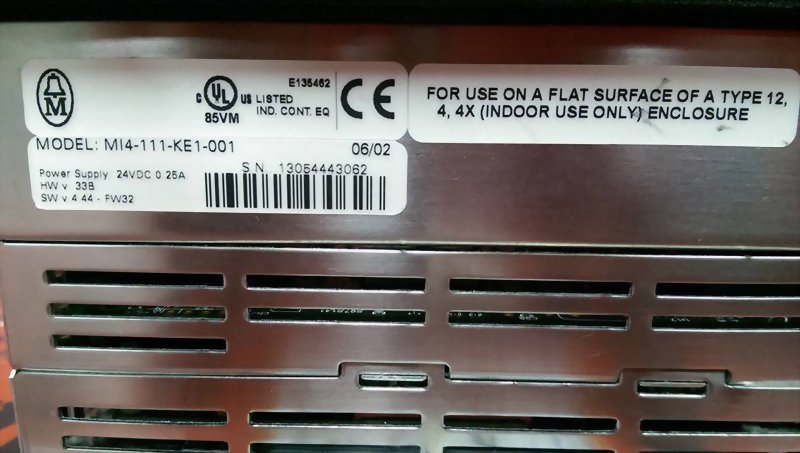 M
C UL US LISTED
E135462
IND. CONT. EQ
85VM
CE
FOR USE ON A FLAT SURFACE OF A TYPE 12,
4, 4X (INDOOR USE ONLY) ENCLOSURE
MODEL: MI4-111-KE1-001
06/02
Power Supply 24VDC 0.25A
HW v 33B
SW v 4.44 - FW32
S.N. 13054443062